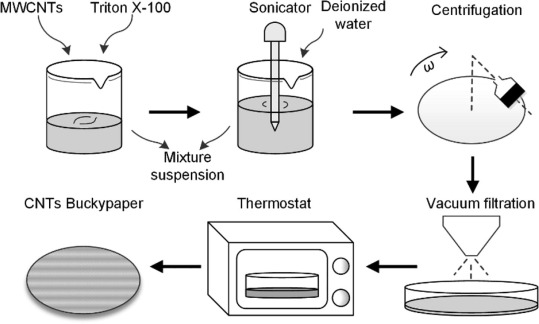 MWCNTs
Triton X-100
Sonicator
Deionized
water
Centrifugation
ω
Mixture
suspension
CNTs Buckypaper
Thermostat
Vacuum filtration